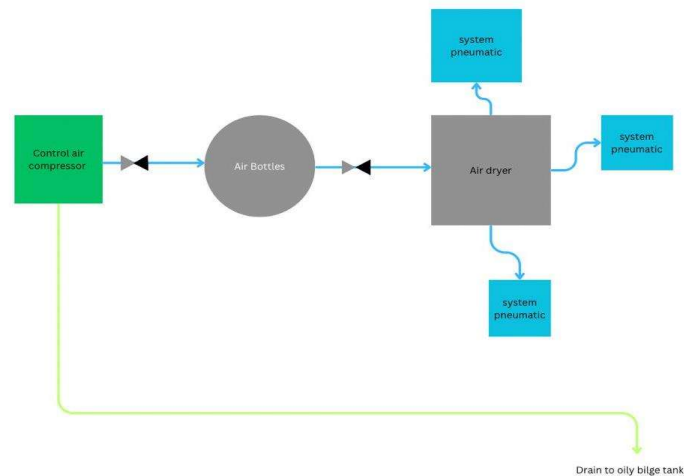 system
pneumatic
Control air
compressor
Air Bottles
Air dryer
system
pneumatic
system
pneumatic
Drain to oily bilge tank